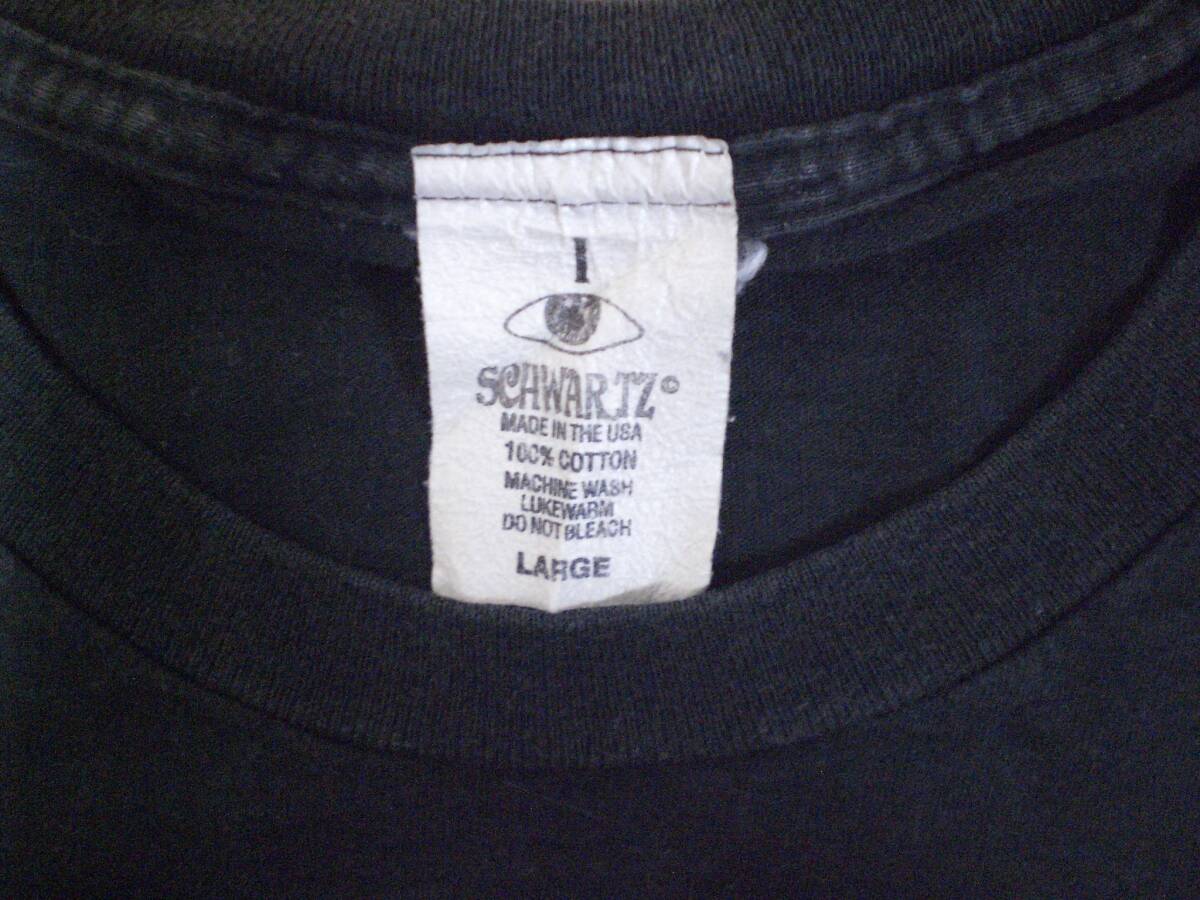 I
SCHWARTZ©
MADE IN THE USA
100% COTTON
MACHINE WASH
LUKEWARM
DO NOT BLEACH
LARGE